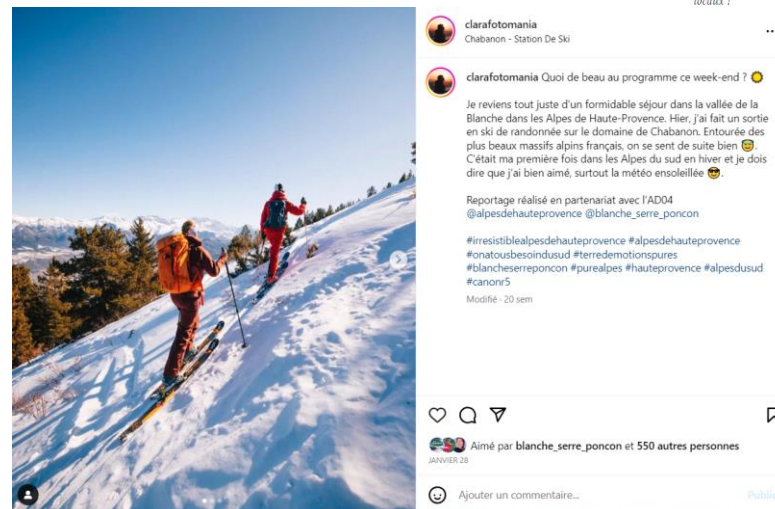 locaux !
clarafotomania
Chabanon - Station De Ski
clarafotomania Quoi de beau au programme ce week-end ?
Je reviens tout juste d'un formidable séjour dans la vallée de la
Blanche dans les Alpes de Haute-Provence. Hier, j'ai fait un sortie
en ski de randonnée sur le domaine de Chabanon. Entourée des
plus beaux massifs alpins français, on se sent de suite bien 😇.
C'était ma première fois dans les Alpes du sud en hiver et je dois
dire que j'ai bien aimé, surtout la météo ensoleillée 😎.
Reportage réalisé en partenariat avec l'AD04
@alpesdehauteprovence @blanche_serre_poncon
#irresistiblealpesdehauteprovence #alpesdehauteprovence
#onatousbesoindusud #terredemotionspures
#blancheserreponcon #purealpes #hauteprovence #alpesdusud
#canonr5
Modifié · 20 sem
Aimé par blanche_serre_poncon et 550 autres personnes
JANVIER 28
Ajouter un commentaire...